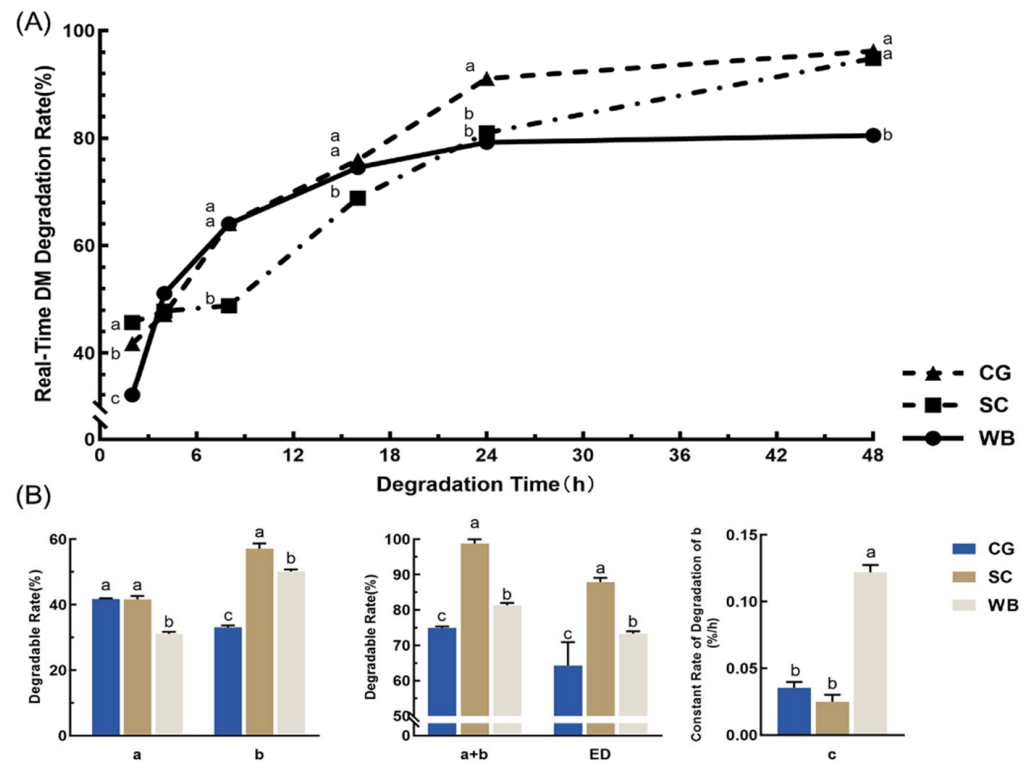 (A)
Real-Time DM Degradation Rate(%)
100
80
60
40
0
a
b
c
b
a
a
b
a
a
b
a
b
b
a
a
b
0 6 12 18 24 30 36 42 48
Degradation Time(h)
CG
SC
WB
(B)
Degradable Rate(%)
60
40
20
0
a a b
c a b
a b
Degradable Rate(%)
100
90
80
70
60
50
0
c a b
c a b
a+b ED
Constant Rate of Degradation of b
(%/h)
0.15
0.10
0.05
0.00
b b a
c
CG
SC
WB